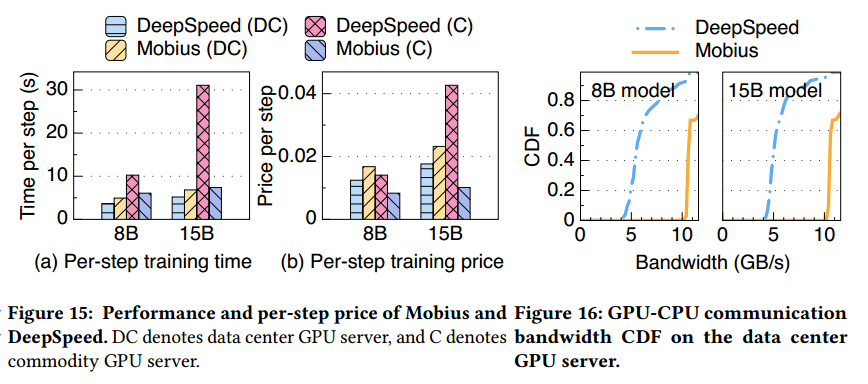 DeepSpeed (DC)
DeepSpeed (C)
Mobius (DC)
Mobius (C)
Time per step (s)
30
20
10
0
8B
15B
(a) Per-step training time
Price per step
0.04
0.02
0
8B
15B
(b) Per-step training price
Figure 15: Performance and per-step price of Mobius and
DeepSpeed. DC denotes data center GPU server, and C denotes
commodity GPU server.
DeepSpeed
Mobius
8B model
15B model
CDF
0.8
0.6
0.4
0.2
0
0
5
10
0
5
10
Bandwidth (GB/s)
Figure 16: GPU-CPU communication
bandwidth CDF on the data center
GPU server.